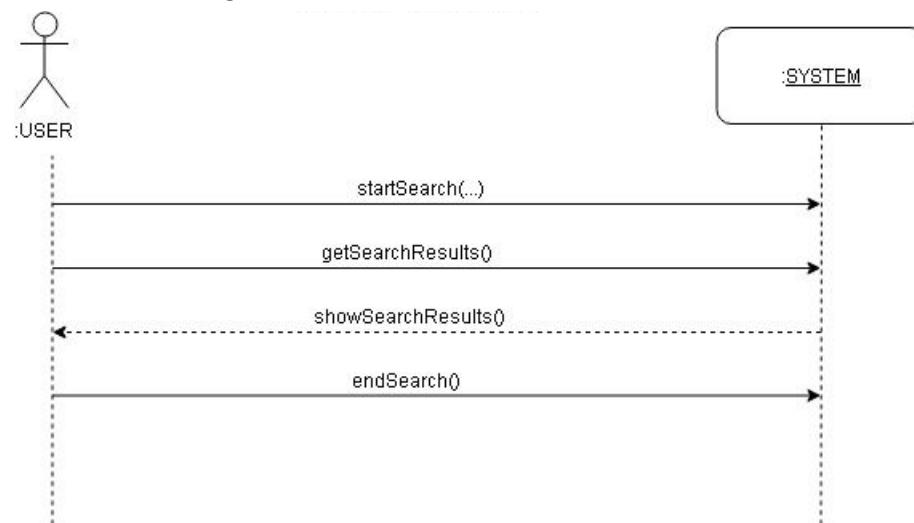 :SYSTEM
:USER
startSearch(...)
getSearchResults()
showSearchResults()
endSearch()